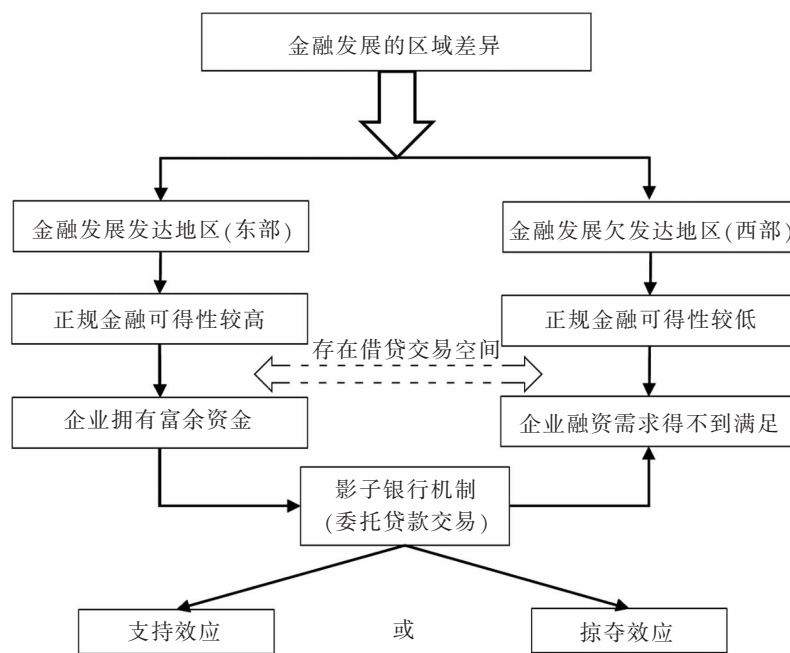 金融发展的区域差异
金融发展发达地区(东部)
金融发展欠发达地区(西部)
正规金融可得性较高
正规金融可得性较低
存在借贷交易空间
企业拥有富余资金
企业融资需求得不到满足
影子银行机制
(委托贷款交易)
支持效应
或
掠夺效应